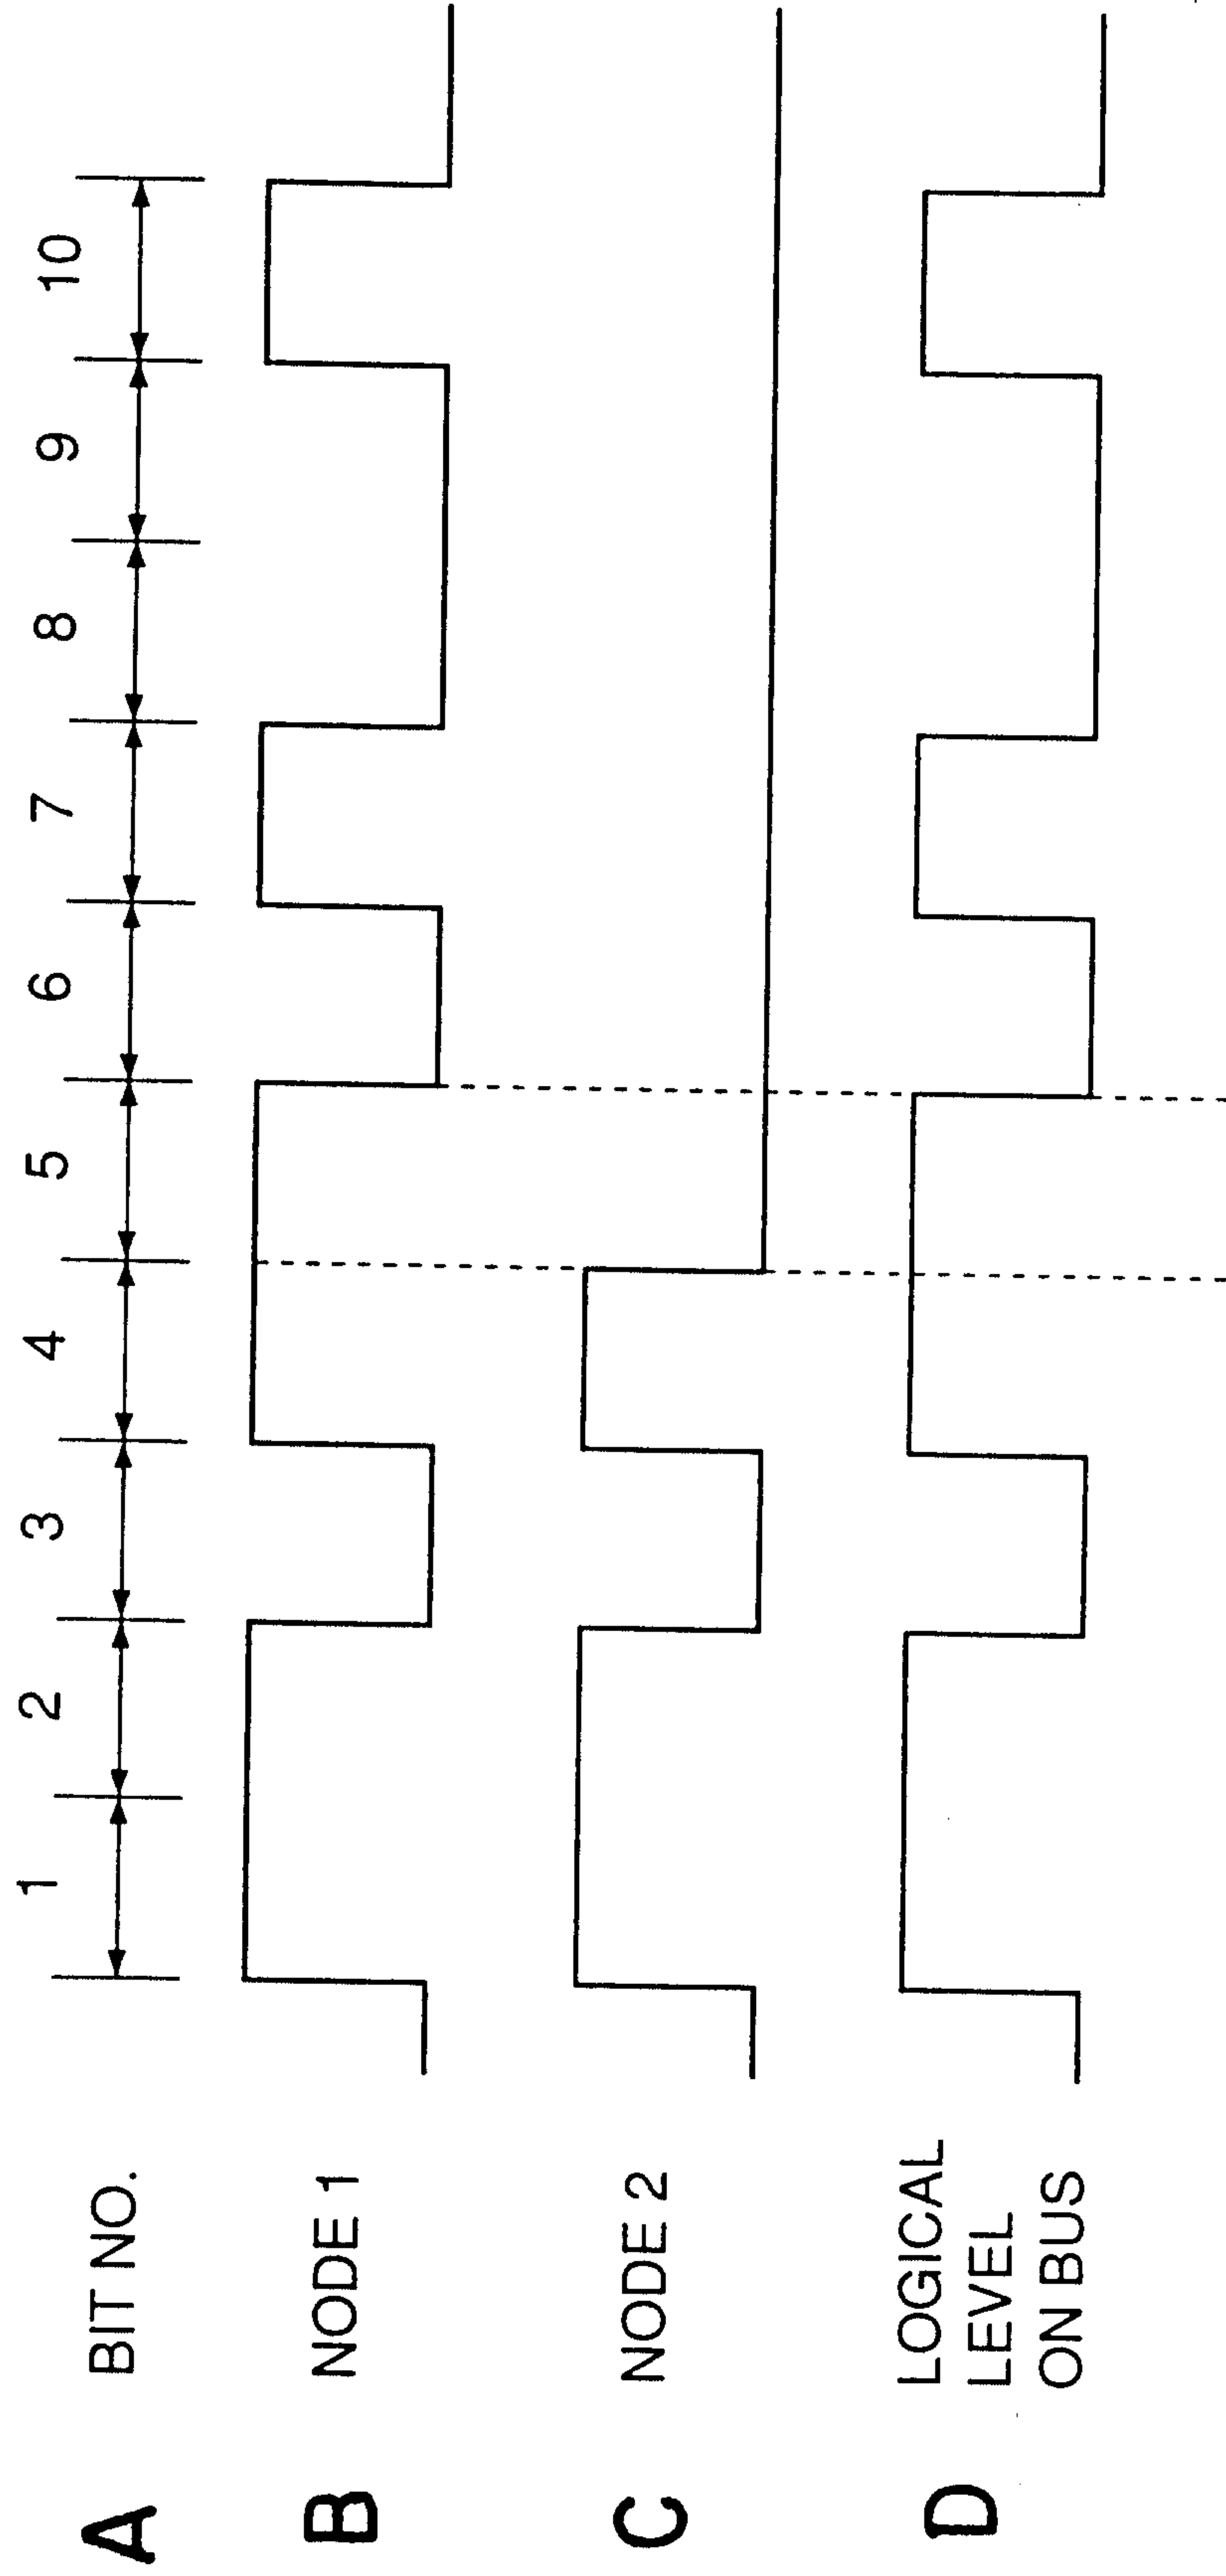 A BIT NO. 1 2 3 4 5 6 7 8 9 10
B NODE 1
C NODE 2
D LOGICAL
LEVEL
ON BUS